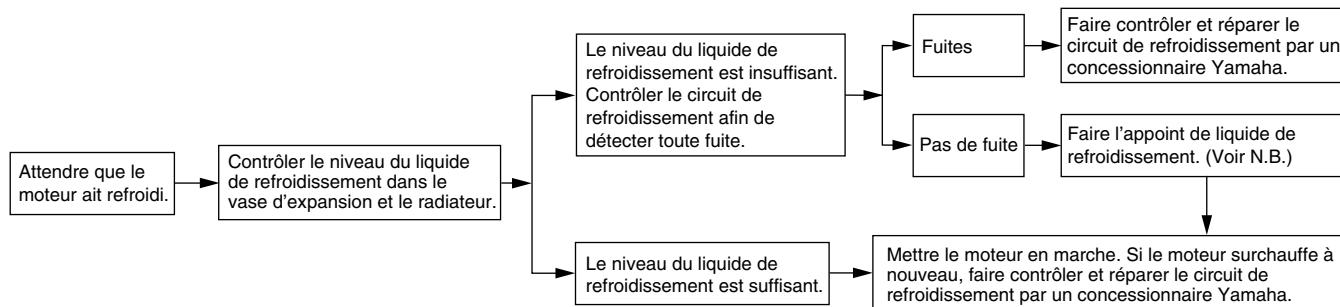 Attendre que le
moteur ait refroidi.
Contrôler le niveau du liquide
de refroidissement dans le
vase d'expansion et le radiateur.
Le niveau du liquide de
refroidissement est insuffisant.
Contrôler le circuit de
refroidissement afin de
détecter toute fuite.
Fuites
Faire contrôler et réparer le
circuit de refroidissement par un
concessionnaire Yamaha.
Pas de fuite
Faire l'appoint de liquide de
refroidissement. (Voir N.B.)
Le niveau du liquide de
refroidissement est suffisant.
Mettre le moteur en marche. Si le moteur surchauffe à
nouveau, faire contrôler et réparer le circuit de
refroidissement par un concessionnaire Yamaha.